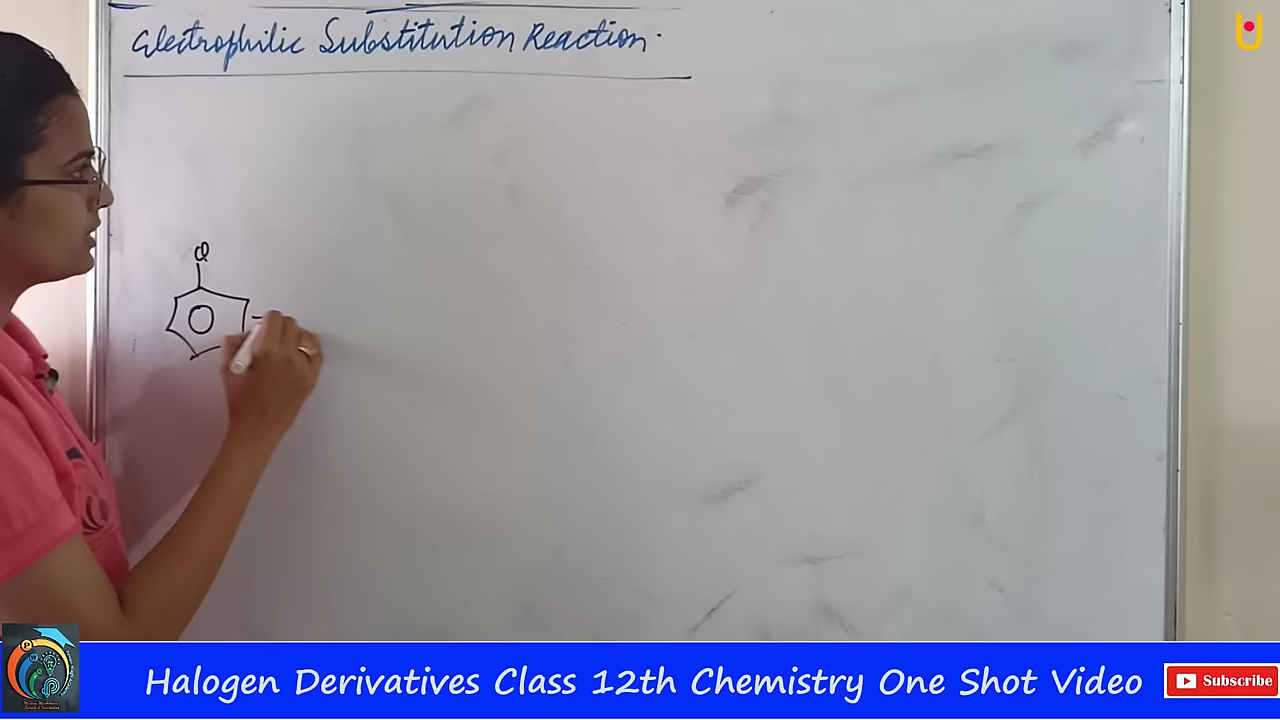 Electrophilic Substitution Reaction.
Cl
Halogen Derivatives Class 12th Chemistry One Shot Video
Subscribe